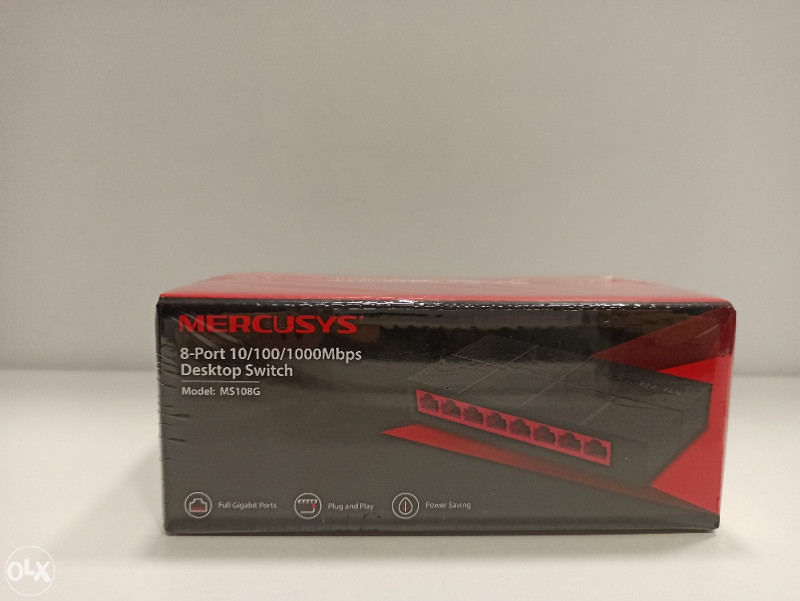 MERCUSYS
8-Port 10/100/1000Mbps
Desktop Switch
Model: MS108G
Full Gigabit Ports
Plug and Play
Power Saving
OLX